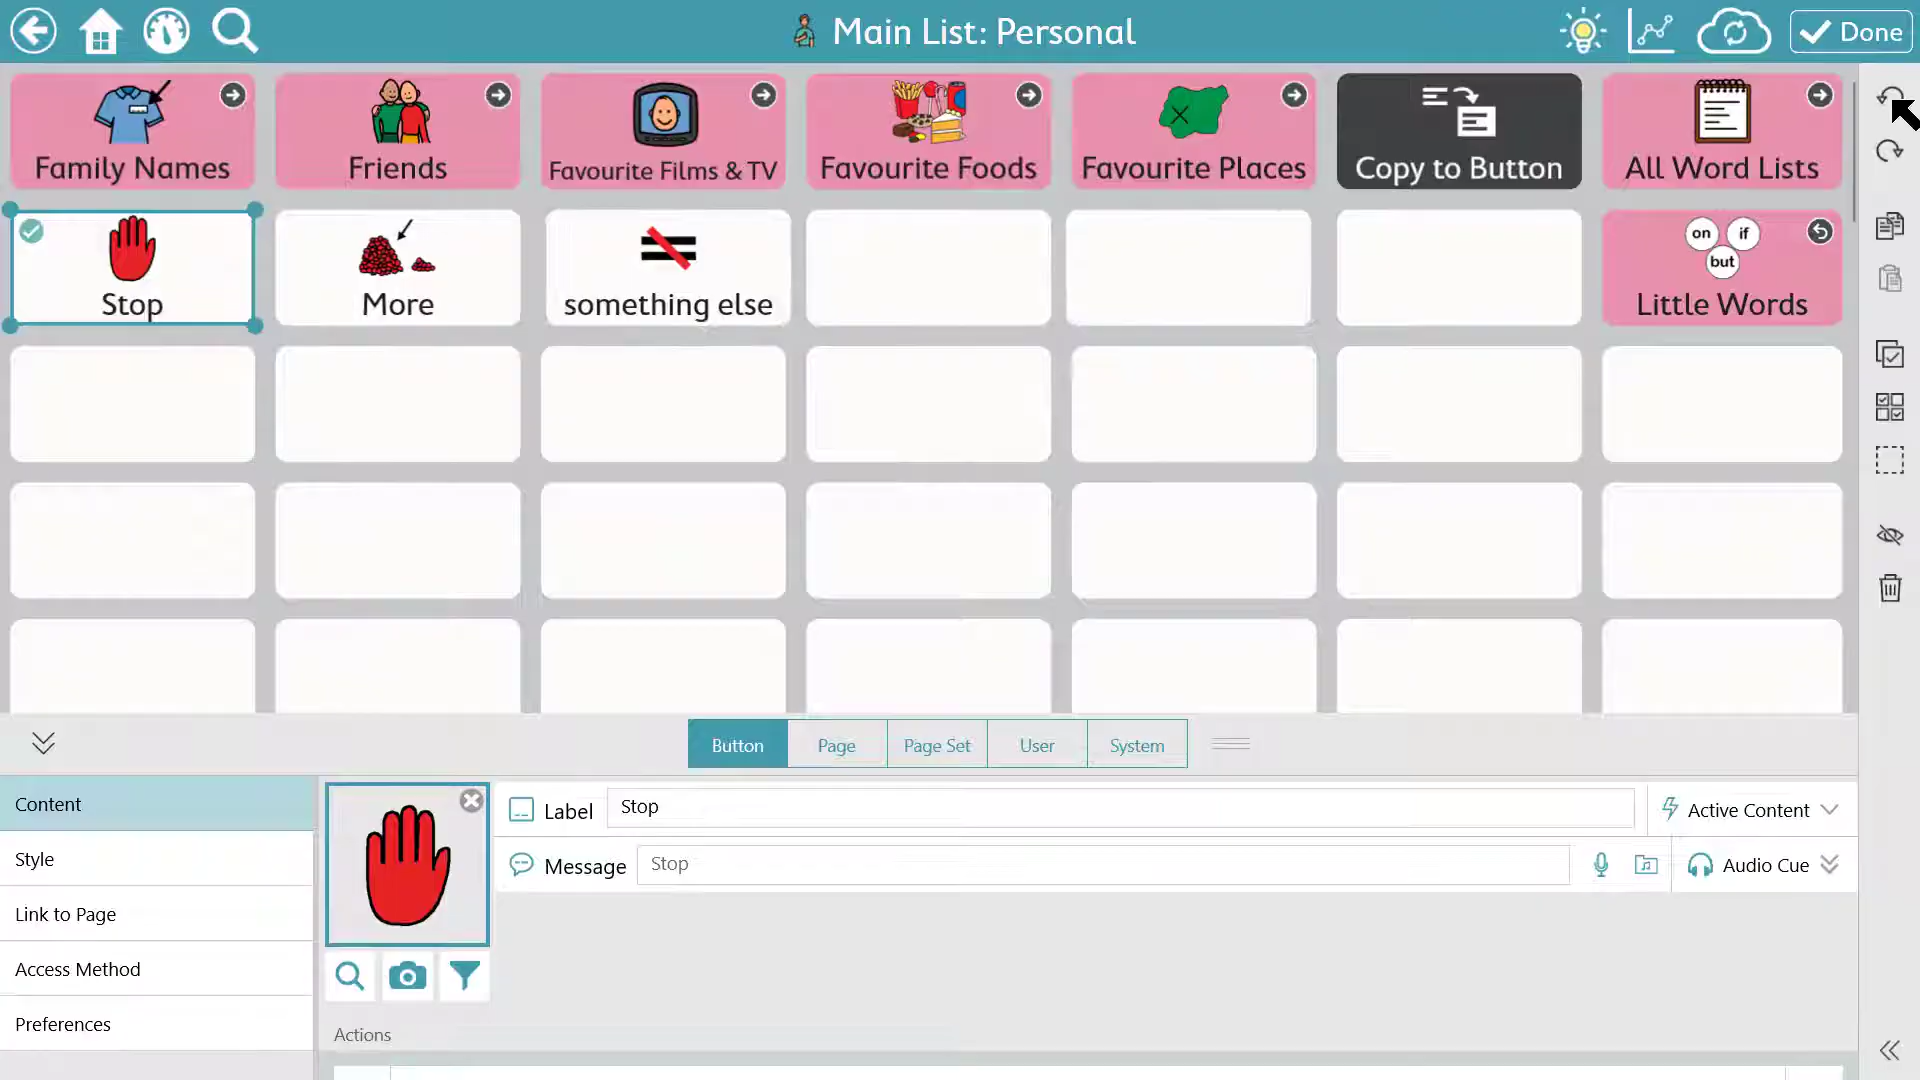 Main List: Personal
Done
Family Names
Friends
Favourite Films & TV
Favourite Foods
Favourite Places
Copy to Button
All Word Lists
Stop
More
something else
on if
but
Little Words
Button
Page
Page Set
User
System
Content
Style
Link to Page
Access Method
Preferences
Label
Stop
Active Content
Message
Stop
Audio Cue
Actions